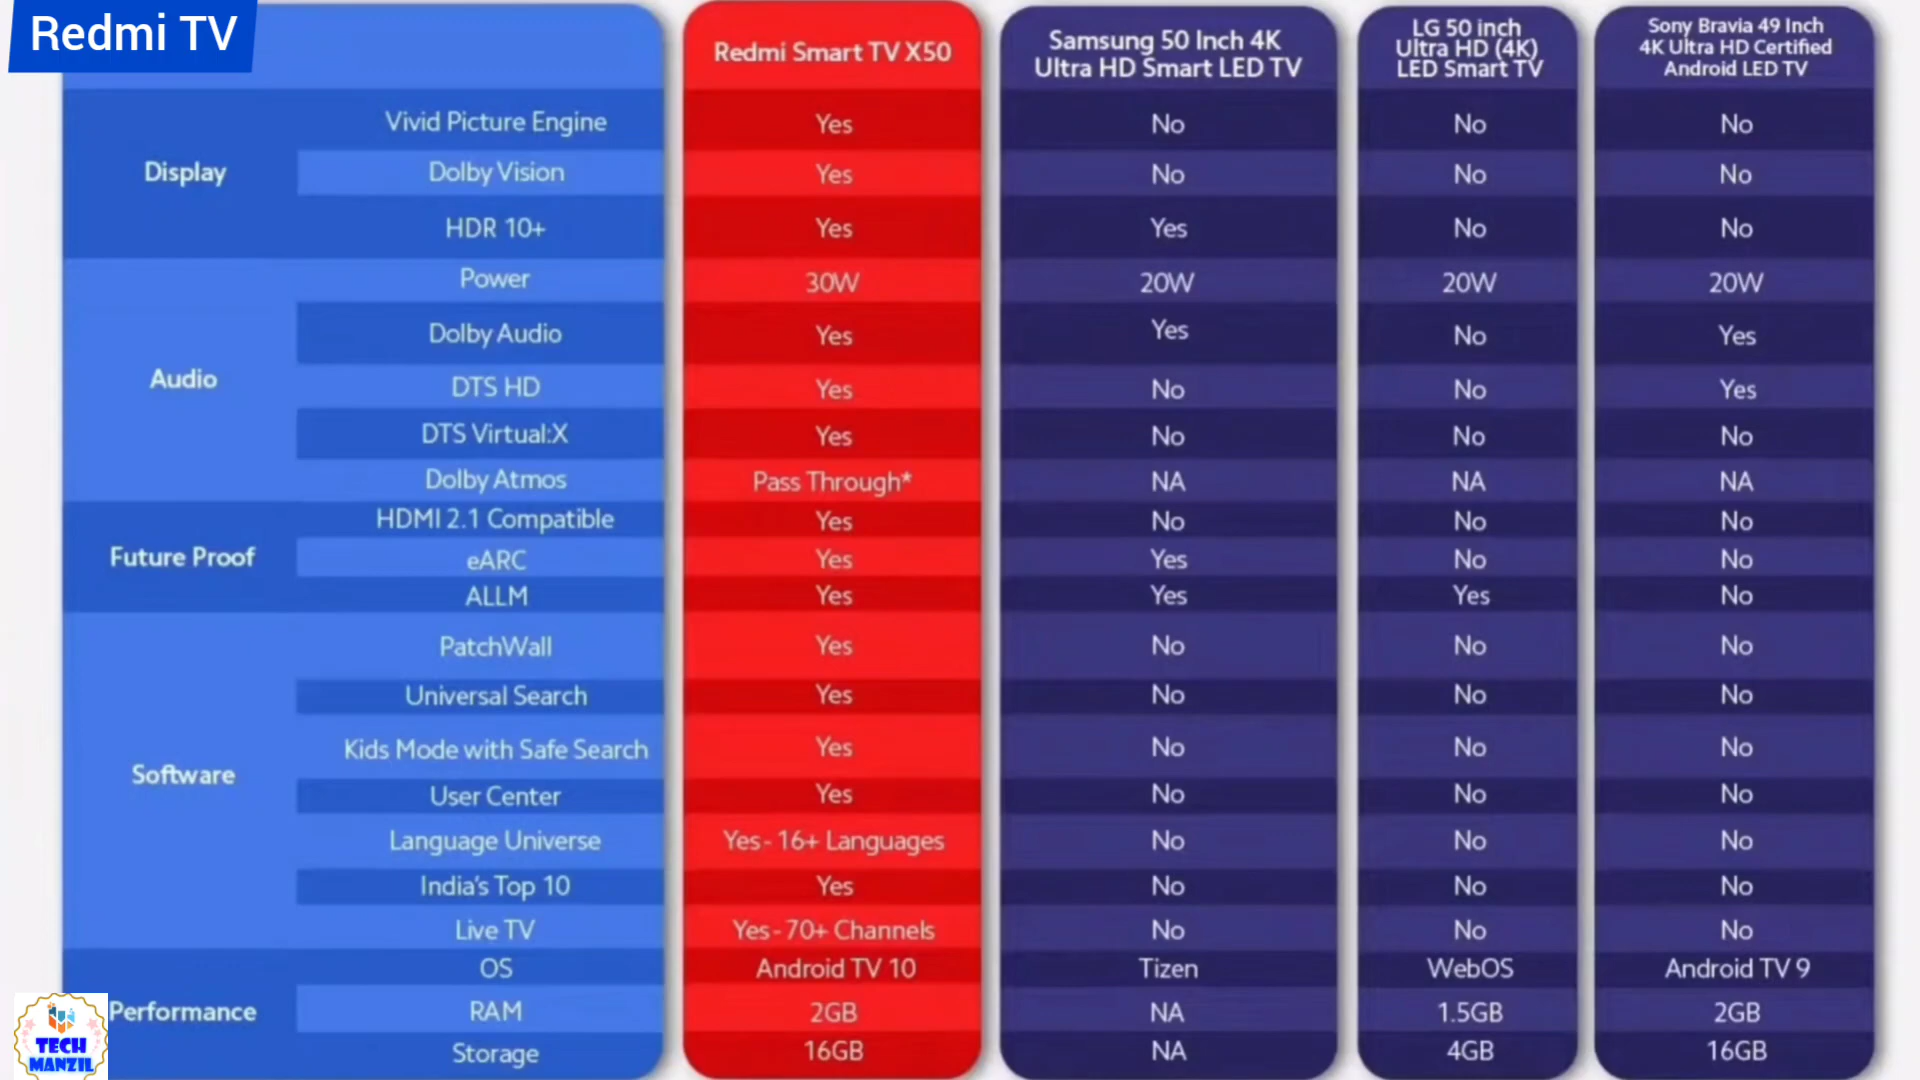 Redmi TV
Redmi Smart TV X50
Samsung 50 Inch 4K
Ultra HD Smart LED TV
LG 50 inch
Ultra HD (4K)
LED Smart TV
Sony Bravia 49 Inch
4K Ultra HD Certified
Android LED TV
Display
Vivid Picture Engine Yes No No No
Dolby Vision Yes No No No
HDR 10+ Yes Yes No No
Audio
Power 30W 20W 20W 20W
Dolby Audio Yes Yes No Yes
DTS HD Yes No No Yes
DTS Virtual:X Yes No No No
Dolby Atmos Pass Through* NA NA NA
Future Proof
HDMI 2.1 Compatible Yes No No No
eARC Yes Yes No No
ALLM Yes Yes Yes No
Software
PatchWall Yes No No No
Universal Search Yes No No No
Kids Mode with Safe Search Yes No No No
User Center Yes No No No
Language Universe Yes - 16+ Languages No No No
India's Top 10 Yes No No No
Live TV Yes - 70+ Channels No No No
Performance
OS Android TV 10 Tizen WebOS Android TV 9
RAM 2GB NA 1.5GB 2GB
Storage 16GB NA 4GB 16GB
TECH
MANZIL